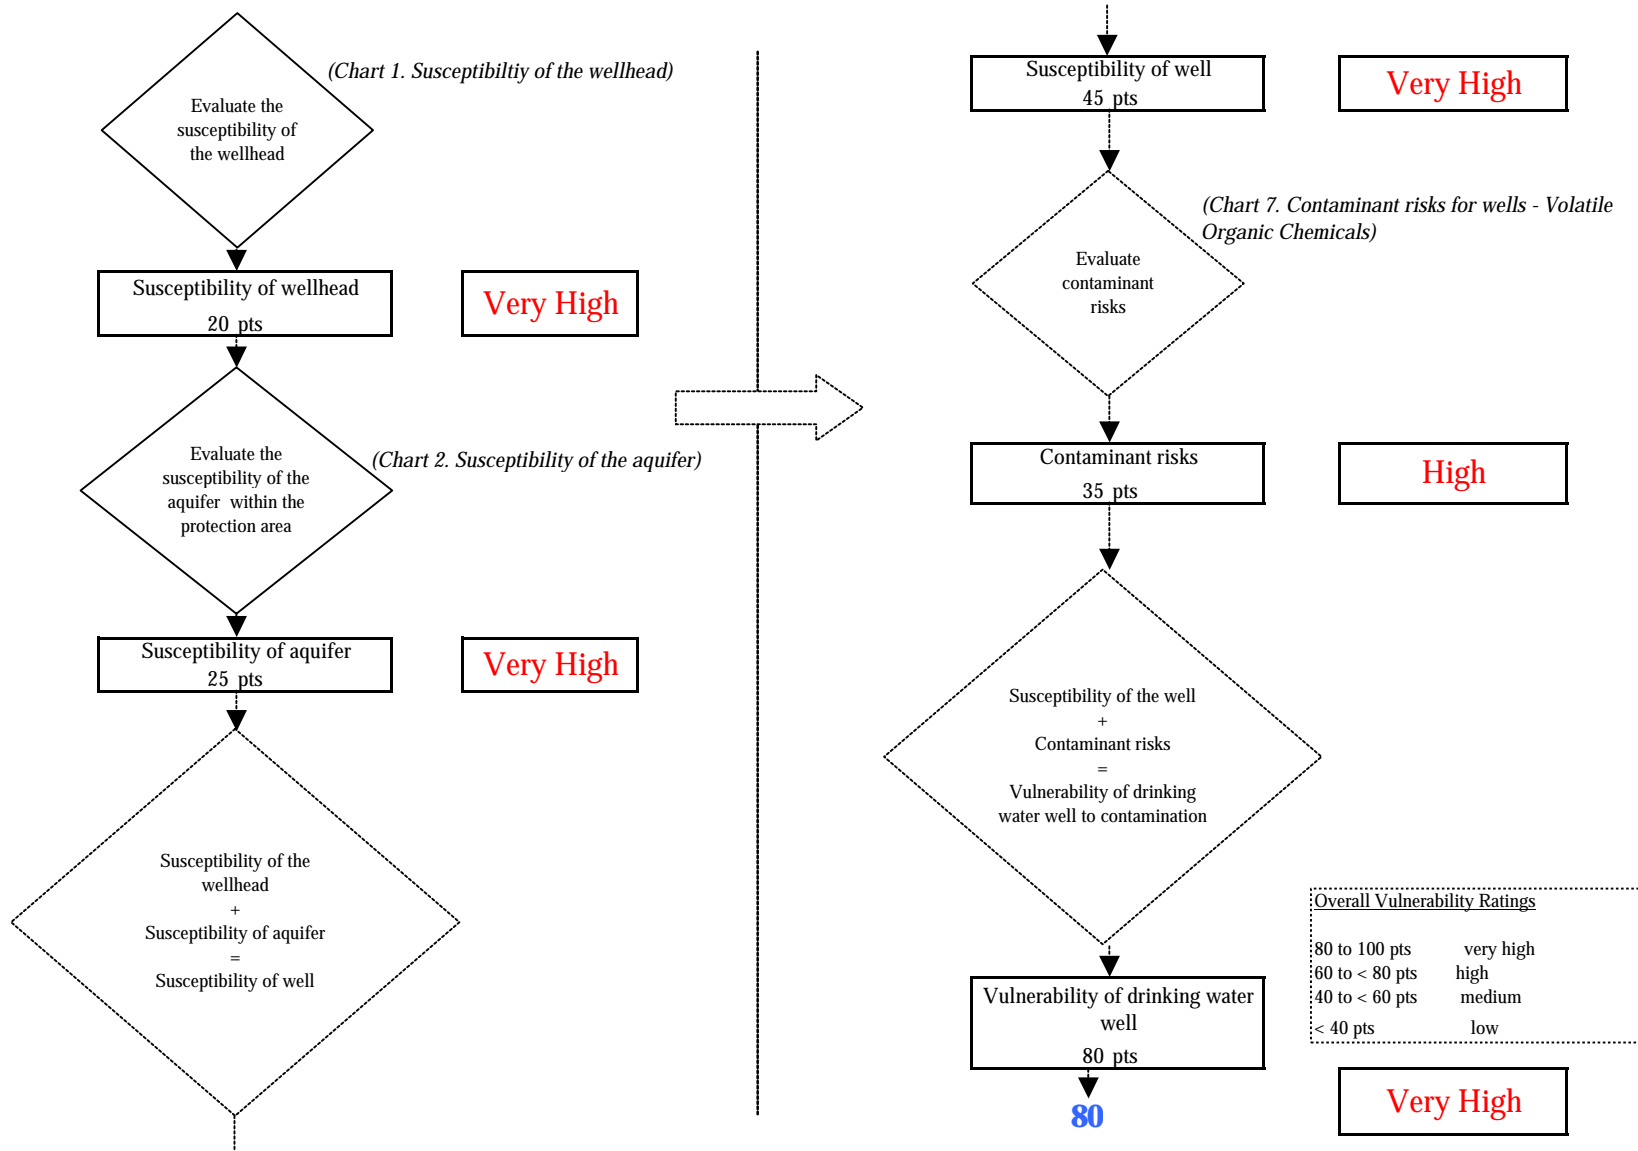 (Chart 1. Susceptibiltiy of the wellhead)
Evaluate the
susceptibility of
the wellhead
Susceptibility of wellhead
20 pts
Very High
Evaluate the
susceptibility of the
aquifer within the
protection area
(Chart 2. Susceptibility of the aquifer)
Susceptibility of aquifer
25 pts
Very High
Susceptibility of the
wellhead
+
Susceptibility of aquifer
=
Susceptibility of well
Susceptibility of well
45 pts
Very High
(Chart 7. Contaminant risks for wells - Volatile
Organic Chemicals)
Evaluate
contaminant
risks
Contaminant risks
35 pts
High
Susceptibility of the well
+
Contaminant risks
=
Vulnerability of drinking
water well to contamination
Overall Vulnerability Ratings
80 to 100 pts very high
60 to < 80 pts high
40 to < 60 pts medium
< 40 pts low
Vulnerability of drinking water
well
80 pts
80
Very High